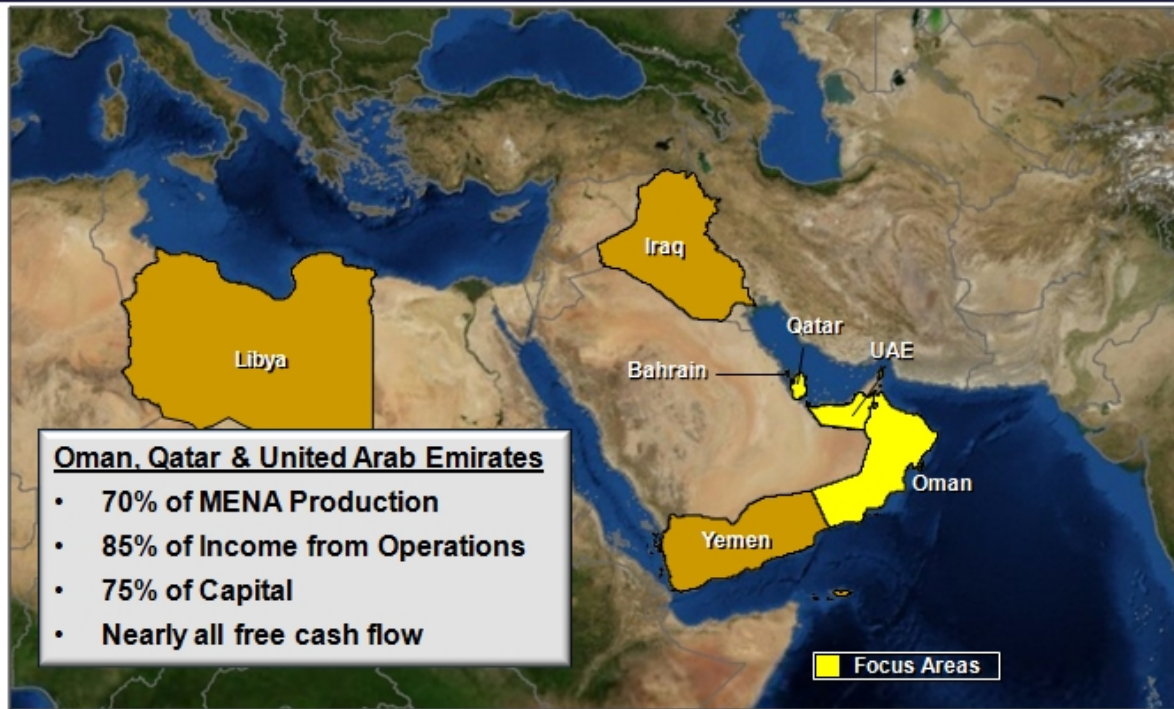 Iraq
Qatar
UAE
Bahrain
Libya
Oman
Yemen
Oman, Qatar & United Arab Emirates
• 70% of MENA Production
• 85% of Income from Operations
• 75% of Capital
• Nearly all free cash flow
Focus Areas